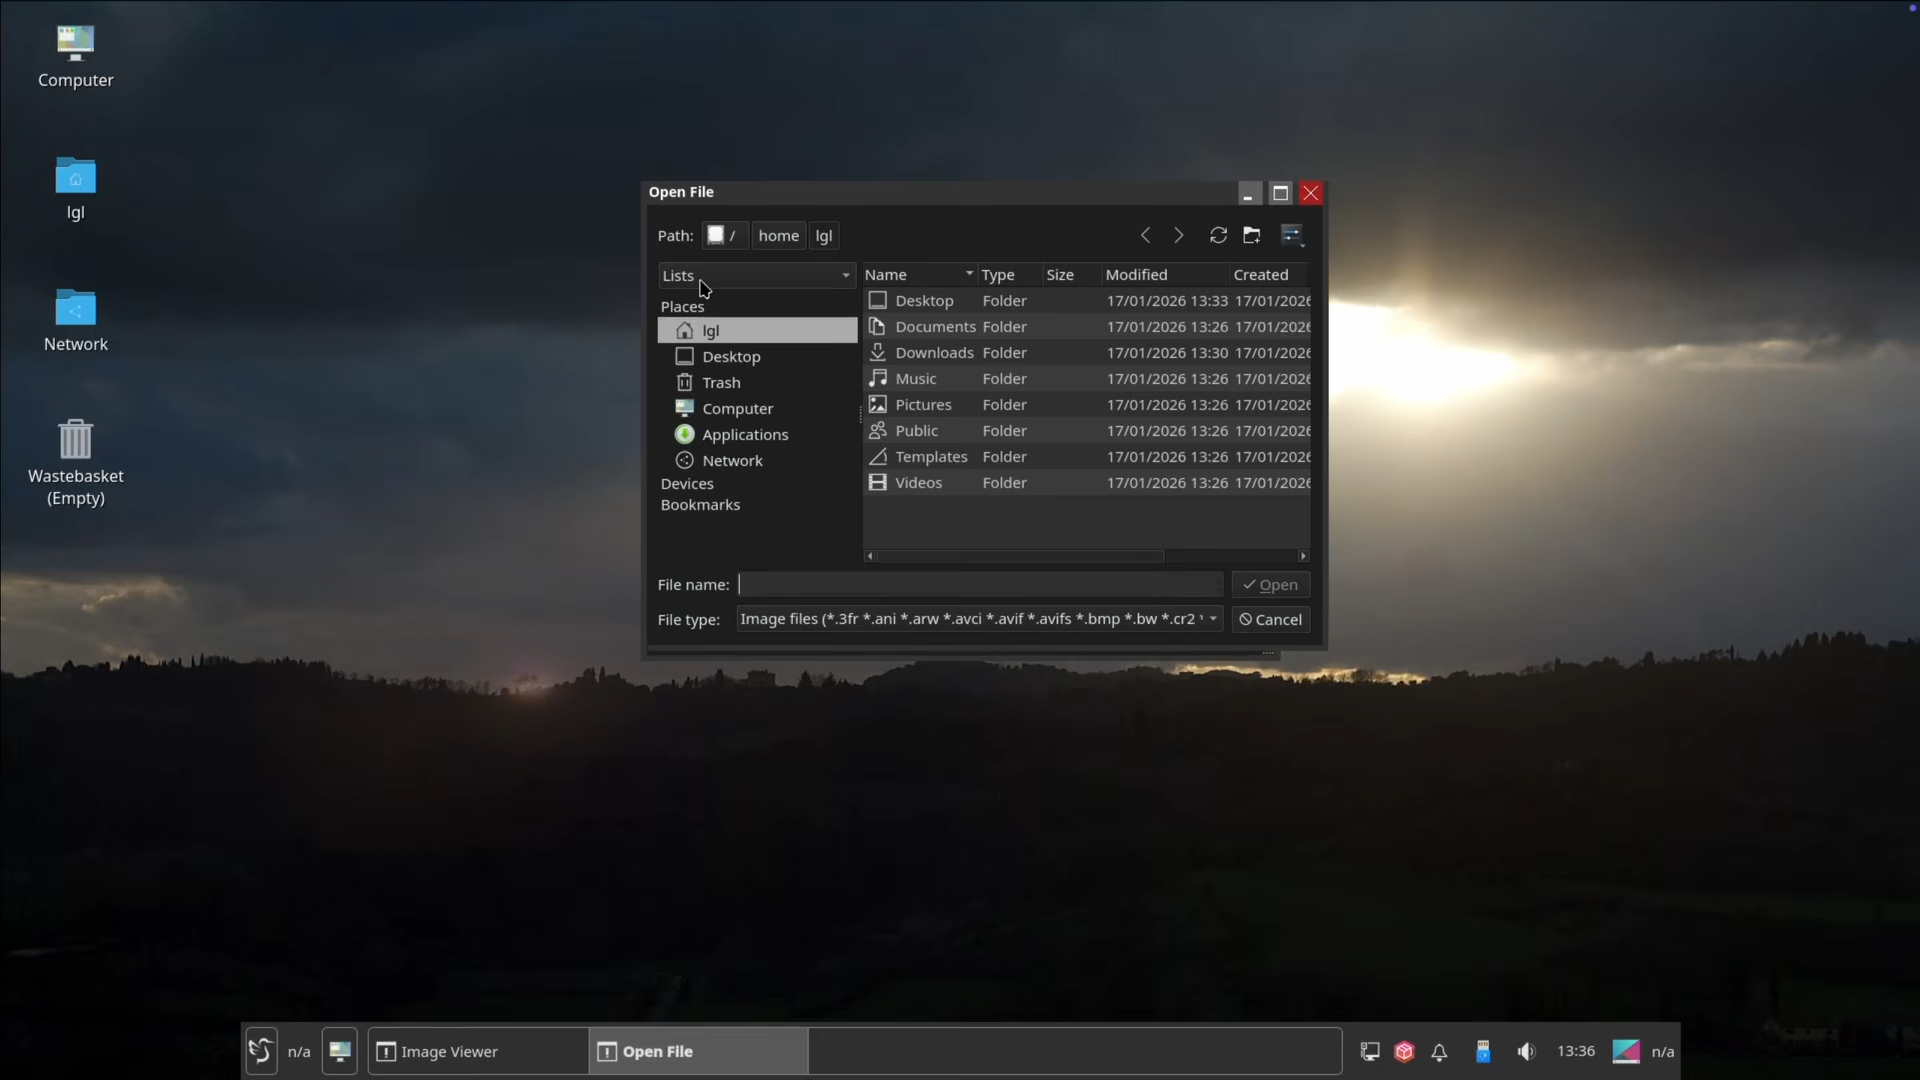 Computer
lgl
Network
Wastebasket
(Empty)
Open File
Path: / home lgl
Lists
Places
lgl
Desktop
Trash
Computer
Applications
Network
Devices
Bookmarks
Name Type Size Modified Created
Desktop Folder 17/01/2026 13:33 17/01/2026
Documents Folder 17/01/2026 13:26 17/01/2026
Downloads Folder 17/01/2026 13:30 17/01/2026
Music Folder 17/01/2026 13:26 17/01/2026
Pictures Folder 17/01/2026 13:26 17/01/2026
Public Folder 17/01/2026 13:26 17/01/2026
Templates Folder 17/01/2026 13:26 17/01/2026
Videos Folder 17/01/2026 13:26 17/01/2026
File name: Open
File type: Image files (*.3fr *.ani *.arw *.avci *.avif *.avifs *.bmp *.bw *.cr2 Cancel
n/a Image Viewer Open File 13:36 n/a